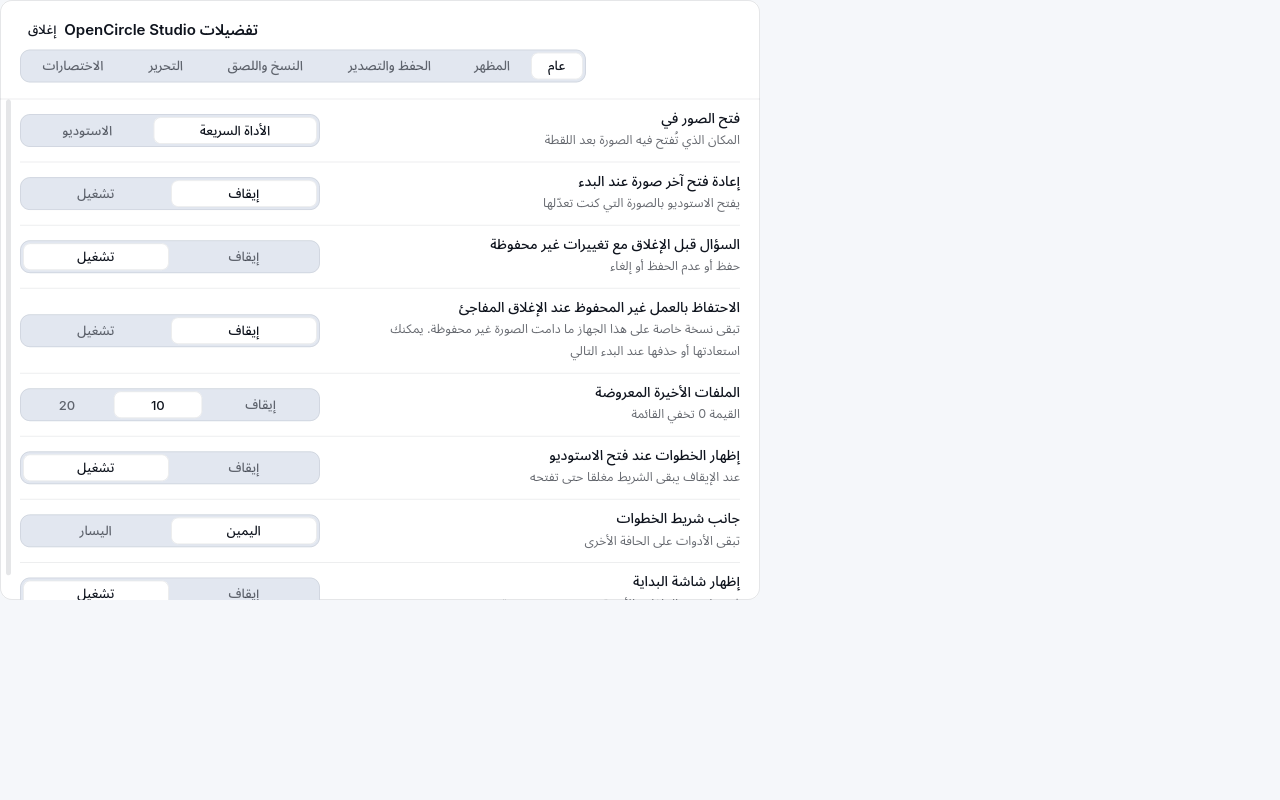 تفضيلات OpenCircle Studio إغلاق
عام المظهر الحفظ والتصدير النسخ واللصق التحرير الاختصارات
فتح الصور في
المكان الذي تُفتح فيه الصورة بعد اللقطة
الأداة السريعة الاستوديو
إعادة فتح آخر صورة عند البدء
يفتح الاستوديو بالصورة التي كنت تعدّلها
إيقاف تشغيل
السؤال قبل الإغلاق مع تغييرات غير محفوظة
حفظ أو عدم الحفظ أو إلغاء
إيقاف تشغيل
الاحتفاظ بالعمل غير المحفوظ عند الإغلاق المفاجئ
تبقى نسخة خاصة على هذا الجهاز ما دامت الصورة غير محفوظة. يمكنك
استعادتها أو حذفها عند البدء التالي
إيقاف تشغيل
الملفات الأخيرة المعروضة
القيمة 0 تخفي القائمة
إيقاف 10 20
إظهار الخطوات عند فتح الاستوديو
عند الإيقاف يبقى الشريط مغلقا حتى تفتحه
إيقاف تشغيل
جانب شريط الخطوات
تبقى الأدوات على الحافة الأخرى
اليمين اليسار
إظهار شاشة البداية
إيقاف تشغيل